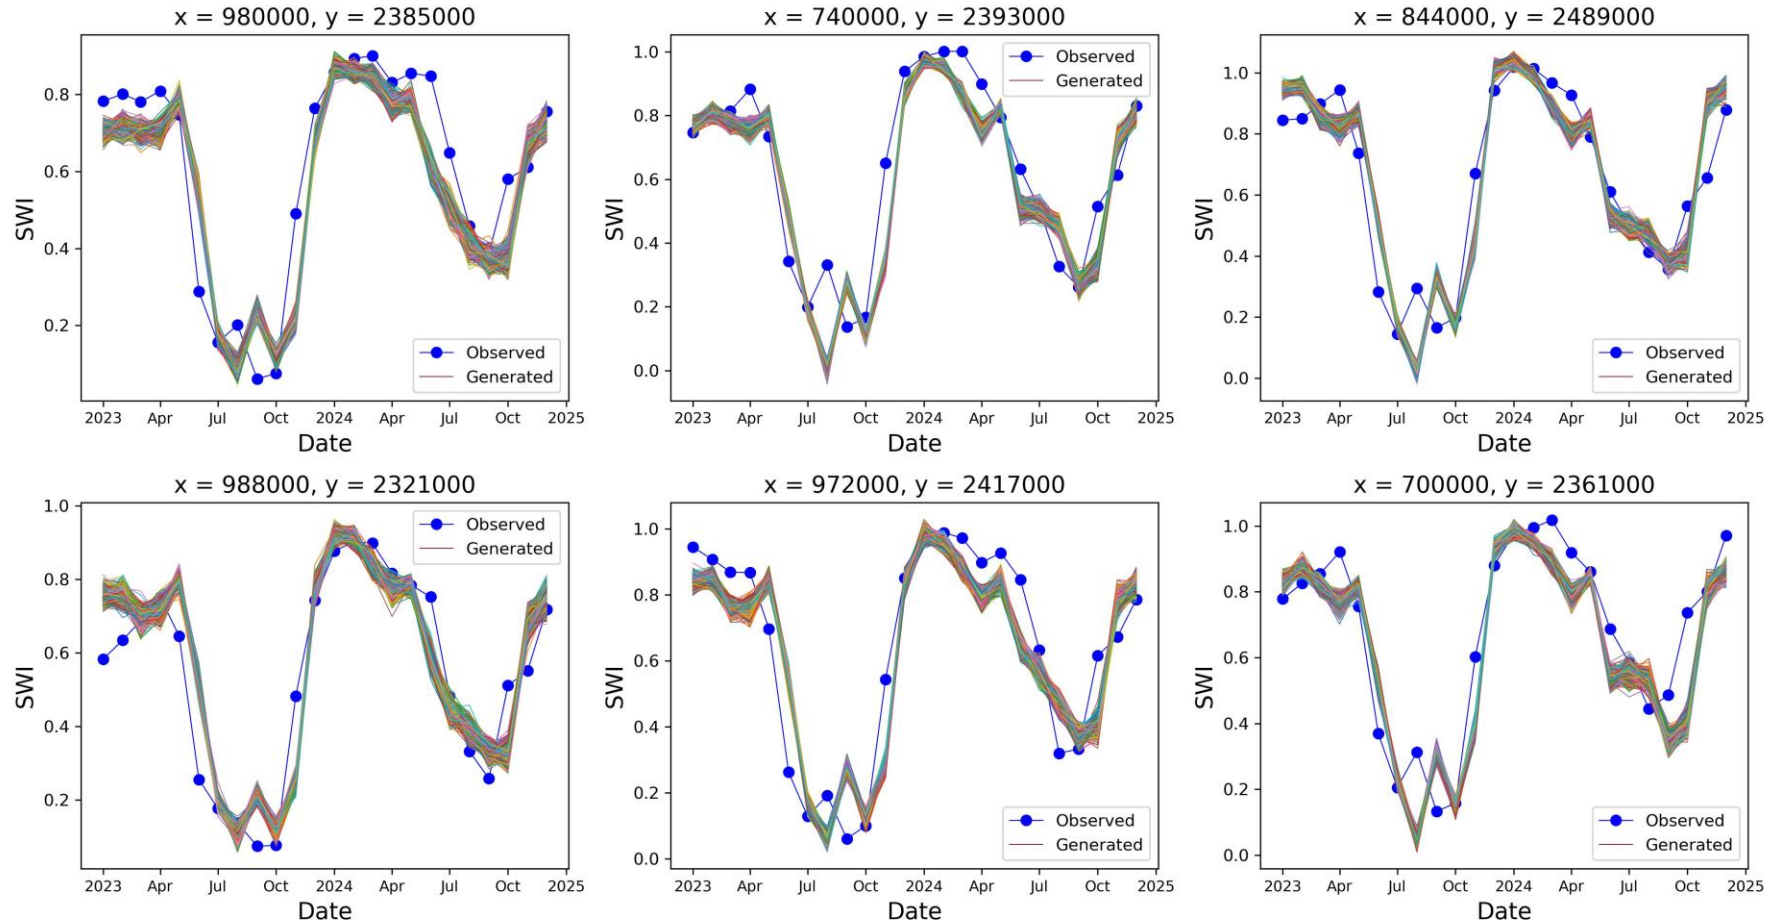 x = 980000, y = 2385000
SWI
0.8
0.6
0.4
0.2
2023 Apr Jul Oct 2024 Apr Jul Oct 2025
Date
Observed
Generated
x = 740000, y = 2393000
SWI
1.0
0.8
0.6
0.4
0.2
0.0
2023 Apr Jul Oct 2024 Apr Jul Oct 2025
Date
Observed
Generated
x = 844000, y = 2489000
SWI
1.0
0.8
0.6
0.4
0.2
0.0
2023 Apr Jul Oct 2024 Apr Jul Oct 2025
Date
Observed
Generated
x = 988000, y = 2321000
SWI
1.0
0.8
0.6
0.4
0.2
2023 Apr Jul Oct 2024 Apr Jul Oct 2025
Date
Observed
Generated
x = 972000, y = 2417000
SWI
1.0
0.8
0.6
0.4
0.2
0.0
2023 Apr Jul Oct 2024 Apr Jul Oct 2025
Date
Observed
Generated
x = 700000, y = 2361000
SWI
1.0
0.8
0.6
0.4
0.2
0.0
2023 Apr Jul Oct 2024 Apr Jul Oct 2025
Date
Observed
Generated